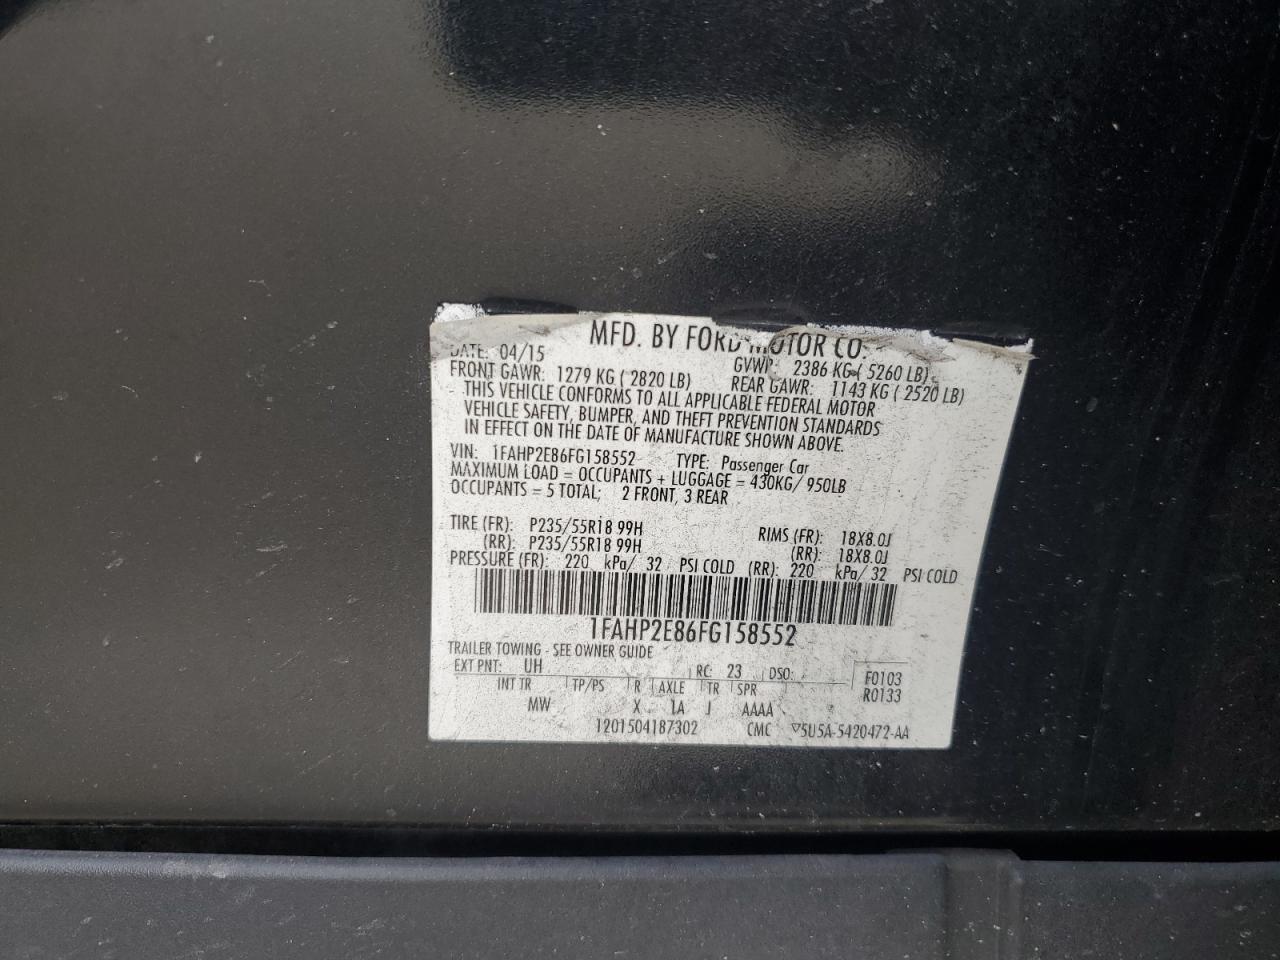 MFD. BY FORD MOTOR CO.
DATE: 04/15 GVWR: 2386 KG ( 5260 LB)
FRONT GAWR: 1279 KG ( 2820 LB) REAR GAWR: 1143 KG ( 2520 LB)
THIS VEHICLE CONFORMS TO ALL APPLICABLE FEDERAL MOTOR
VEHICLE SAFETY, BUMPER, AND THEFT PREVENTION STANDARDS
IN EFFECT ON THE DATE OF MANUFACTURE SHOWN ABOVE.
VIN: 1FAHP2E86FG158552 TYPE: Passenger Car
MAXIMUM LOAD = OCCUPANTS + LUGGAGE = 430KG/ 950LB
OCCUPANTS = 5 TOTAL; 2 FRONT, 3 REAR
TIRE (FR): P235/55R18 99H RIMS (FR): 18X8.0J
(RR): P235/55R18 99H (RR): 18X8.0J
PRESSURE (FR): 220 kPa/ 32 PSI COLD (RR): 220 kPa/ 32 PSI COLD
1FAHP2E86FG158552
TRAILER TOWING - SEE OWNER GUIDE
EXT PNT: UH RC: 23 DSO: F0103
INT TR TP/PS R AXLE TR SPR R0133
MW X 1A J AAAA
1201504187302 CMC ▽5U5A-5420472-AA